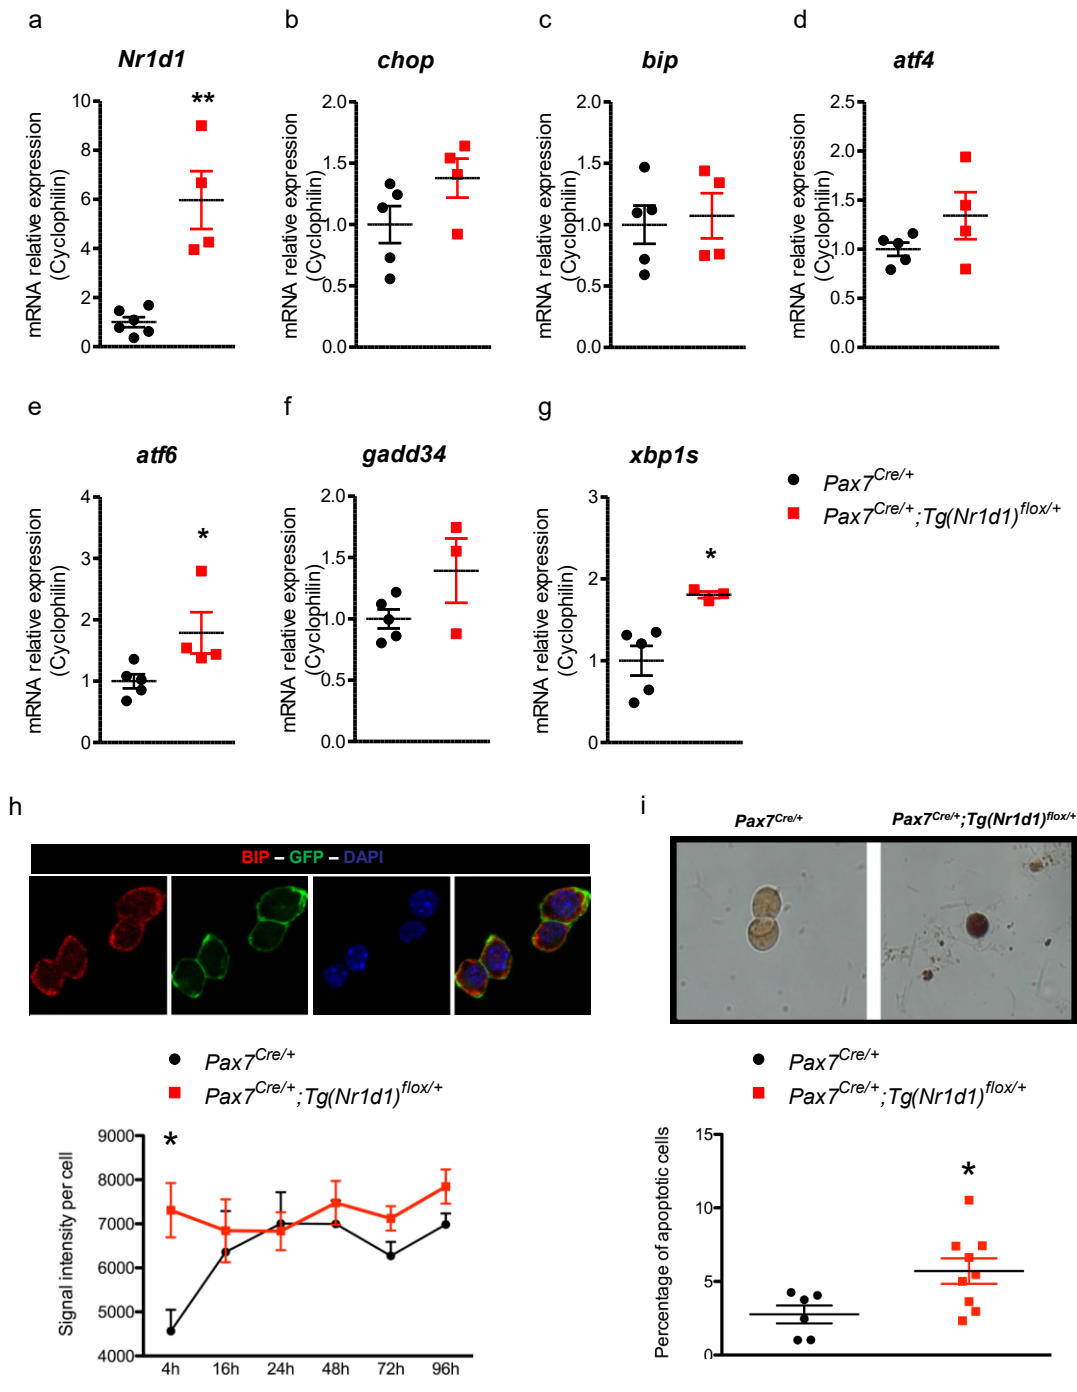 a b c d
Nr1d1 chop bip atf4
mRNA relative expression
(Cyclophilin)
10
8
6
4
2
0
**
mRNA relative expression
(Cyclophilin)
2.0
1.5
1.0
0.5
0.0
mRNA relative expression
(Cyclophilin)
2.0
1.5
1.0
0.5
0.0
mRNA relative expression
(Cyclophilin)
2.5
2.0
1.5
1.0
0.5
0.0
e f g
atf6 gadd34 xbp1s
mRNA relative expression
(Cyclophilin)
4
3
2
1
0
*
mRNA relative expression
(Cyclophilin)
2.0
1.5
1.0
0.5
0.0
mRNA relative expression
(Cyclophilin)
3
2
1
0
*
Pax7Cre/+
Pax7Cre/+;Tg(Nr1d1)flox/+
h
BIP – GFP – DAPI
Pax7Cre/+
Pax7Cre/+;Tg(Nr1d1)flox/+
Signal intensity per cell
9000
8000
7000
6000
5000
4000
*
4h 16h 24h 48h 72h 96h
i
Pax7Cre/+ Pax7Cre/+;Tg(Nr1d1)flox/+
Pax7Cre/+
Pax7Cre/+;Tg(Nr1d1)flox/+
Percentage of apoptotic cells
15
10
5
0
*